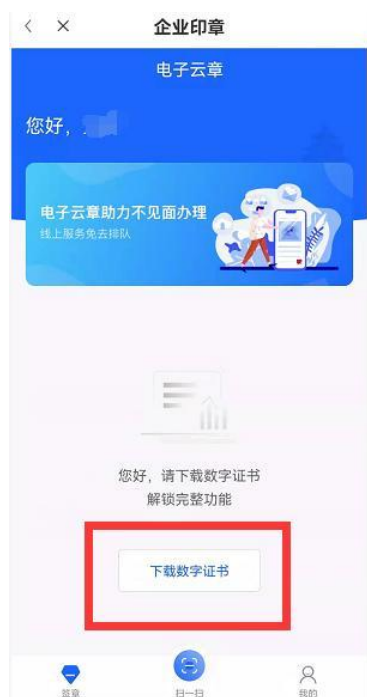 企业印章
电子云章
您好，
电子云章助力不见面办理
线上服务免去排队
您好，请下载数字证书
解锁完整功能
下载数字证书
签章
扫一扫
我的